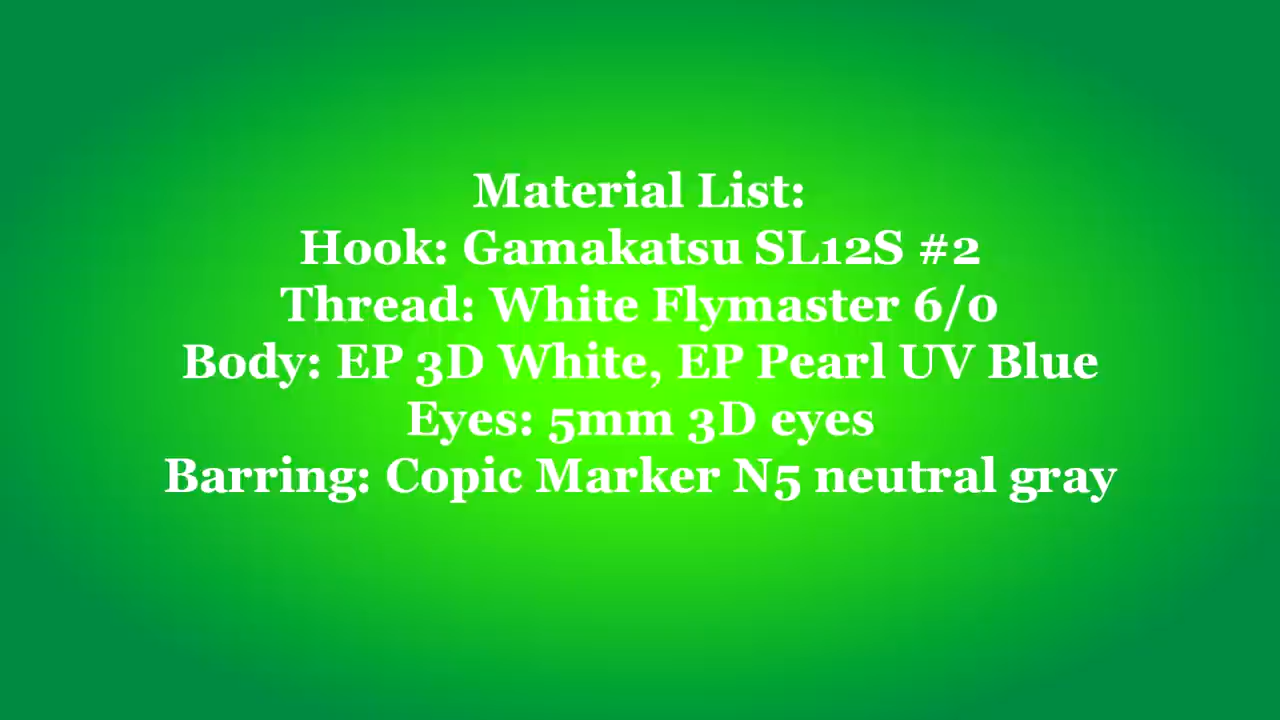 Material List:
Hook: Gamakatsu SL12S #2
Thread: White Flymaster 6/0
Body: EP 3D White, EP Pearl UV Blue
Eyes: 5mm 3D eyes
Barring: Copic Marker N5 neutral gray